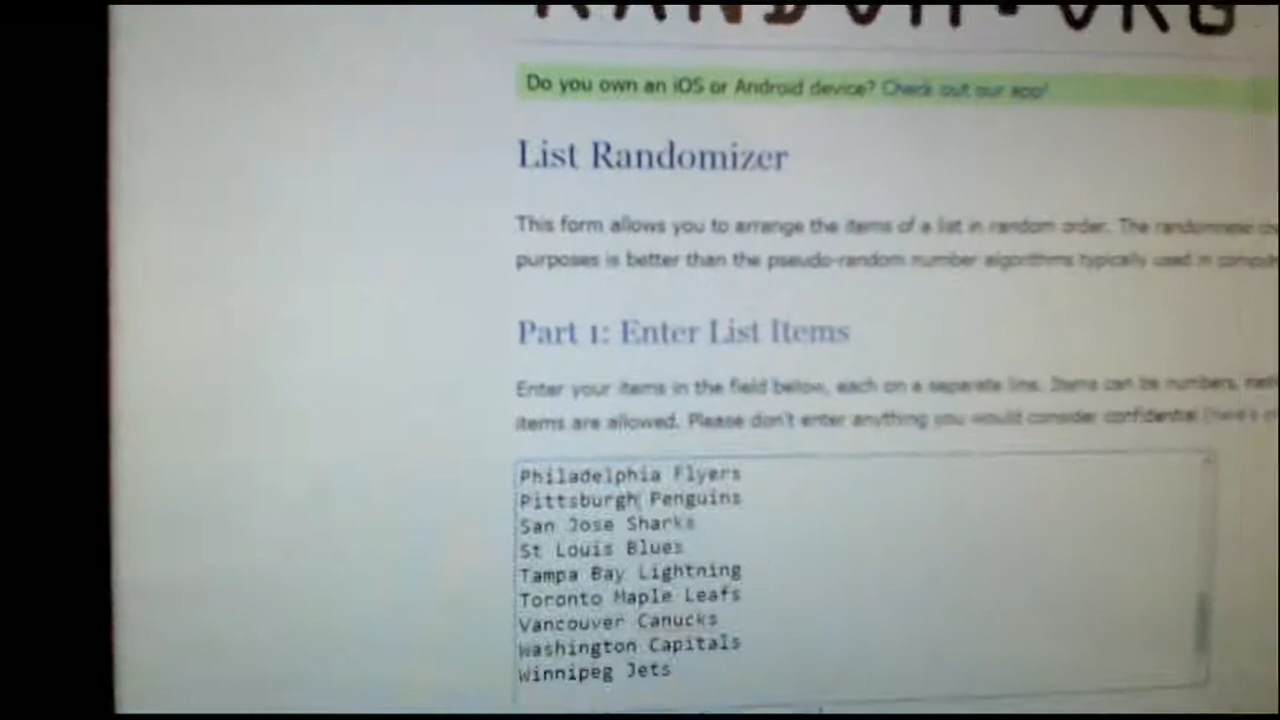 RANDOM.ORG
Do you own an iOS or Android device? Check out our app!
List Randomizer
This form allows you to arrange the items of a list in random order. The randomness
purposes is better than the pseudo-random number algorithms typically used in
Part 1: Enter List Items
Enter your items in the field below, each on a separate line. Items can be numbers,
items are allowed. Please don't enter anything you would consider confidential
Philadelphia Flyers
Pittsburgh Penguins
San Jose Sharks
St Louis Blues
Tampa Bay Lightning
Toronto Maple Leafs
Vancouver Canucks
Washington Capitals
Winnipeg Jets